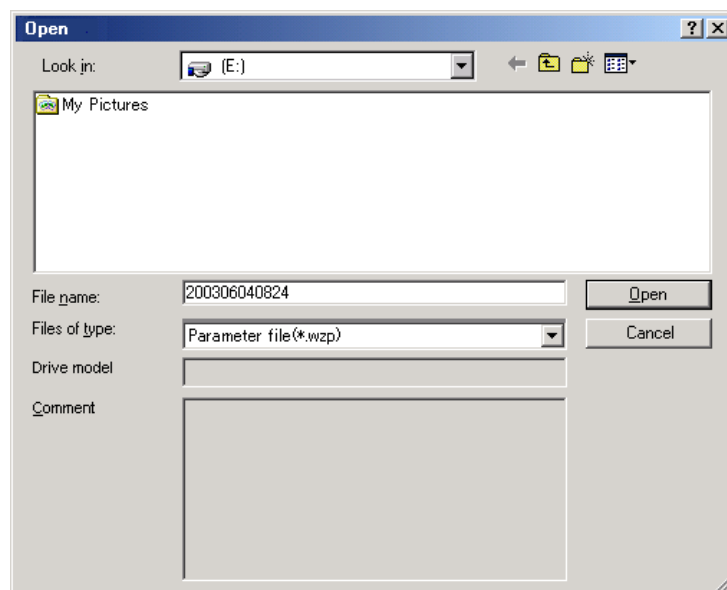 Open
Look in: (E:)
My Pictures
File name: 200306040824 Open
Files of type: Parameter file(*.wzp) Cancel
Drive model
Comment